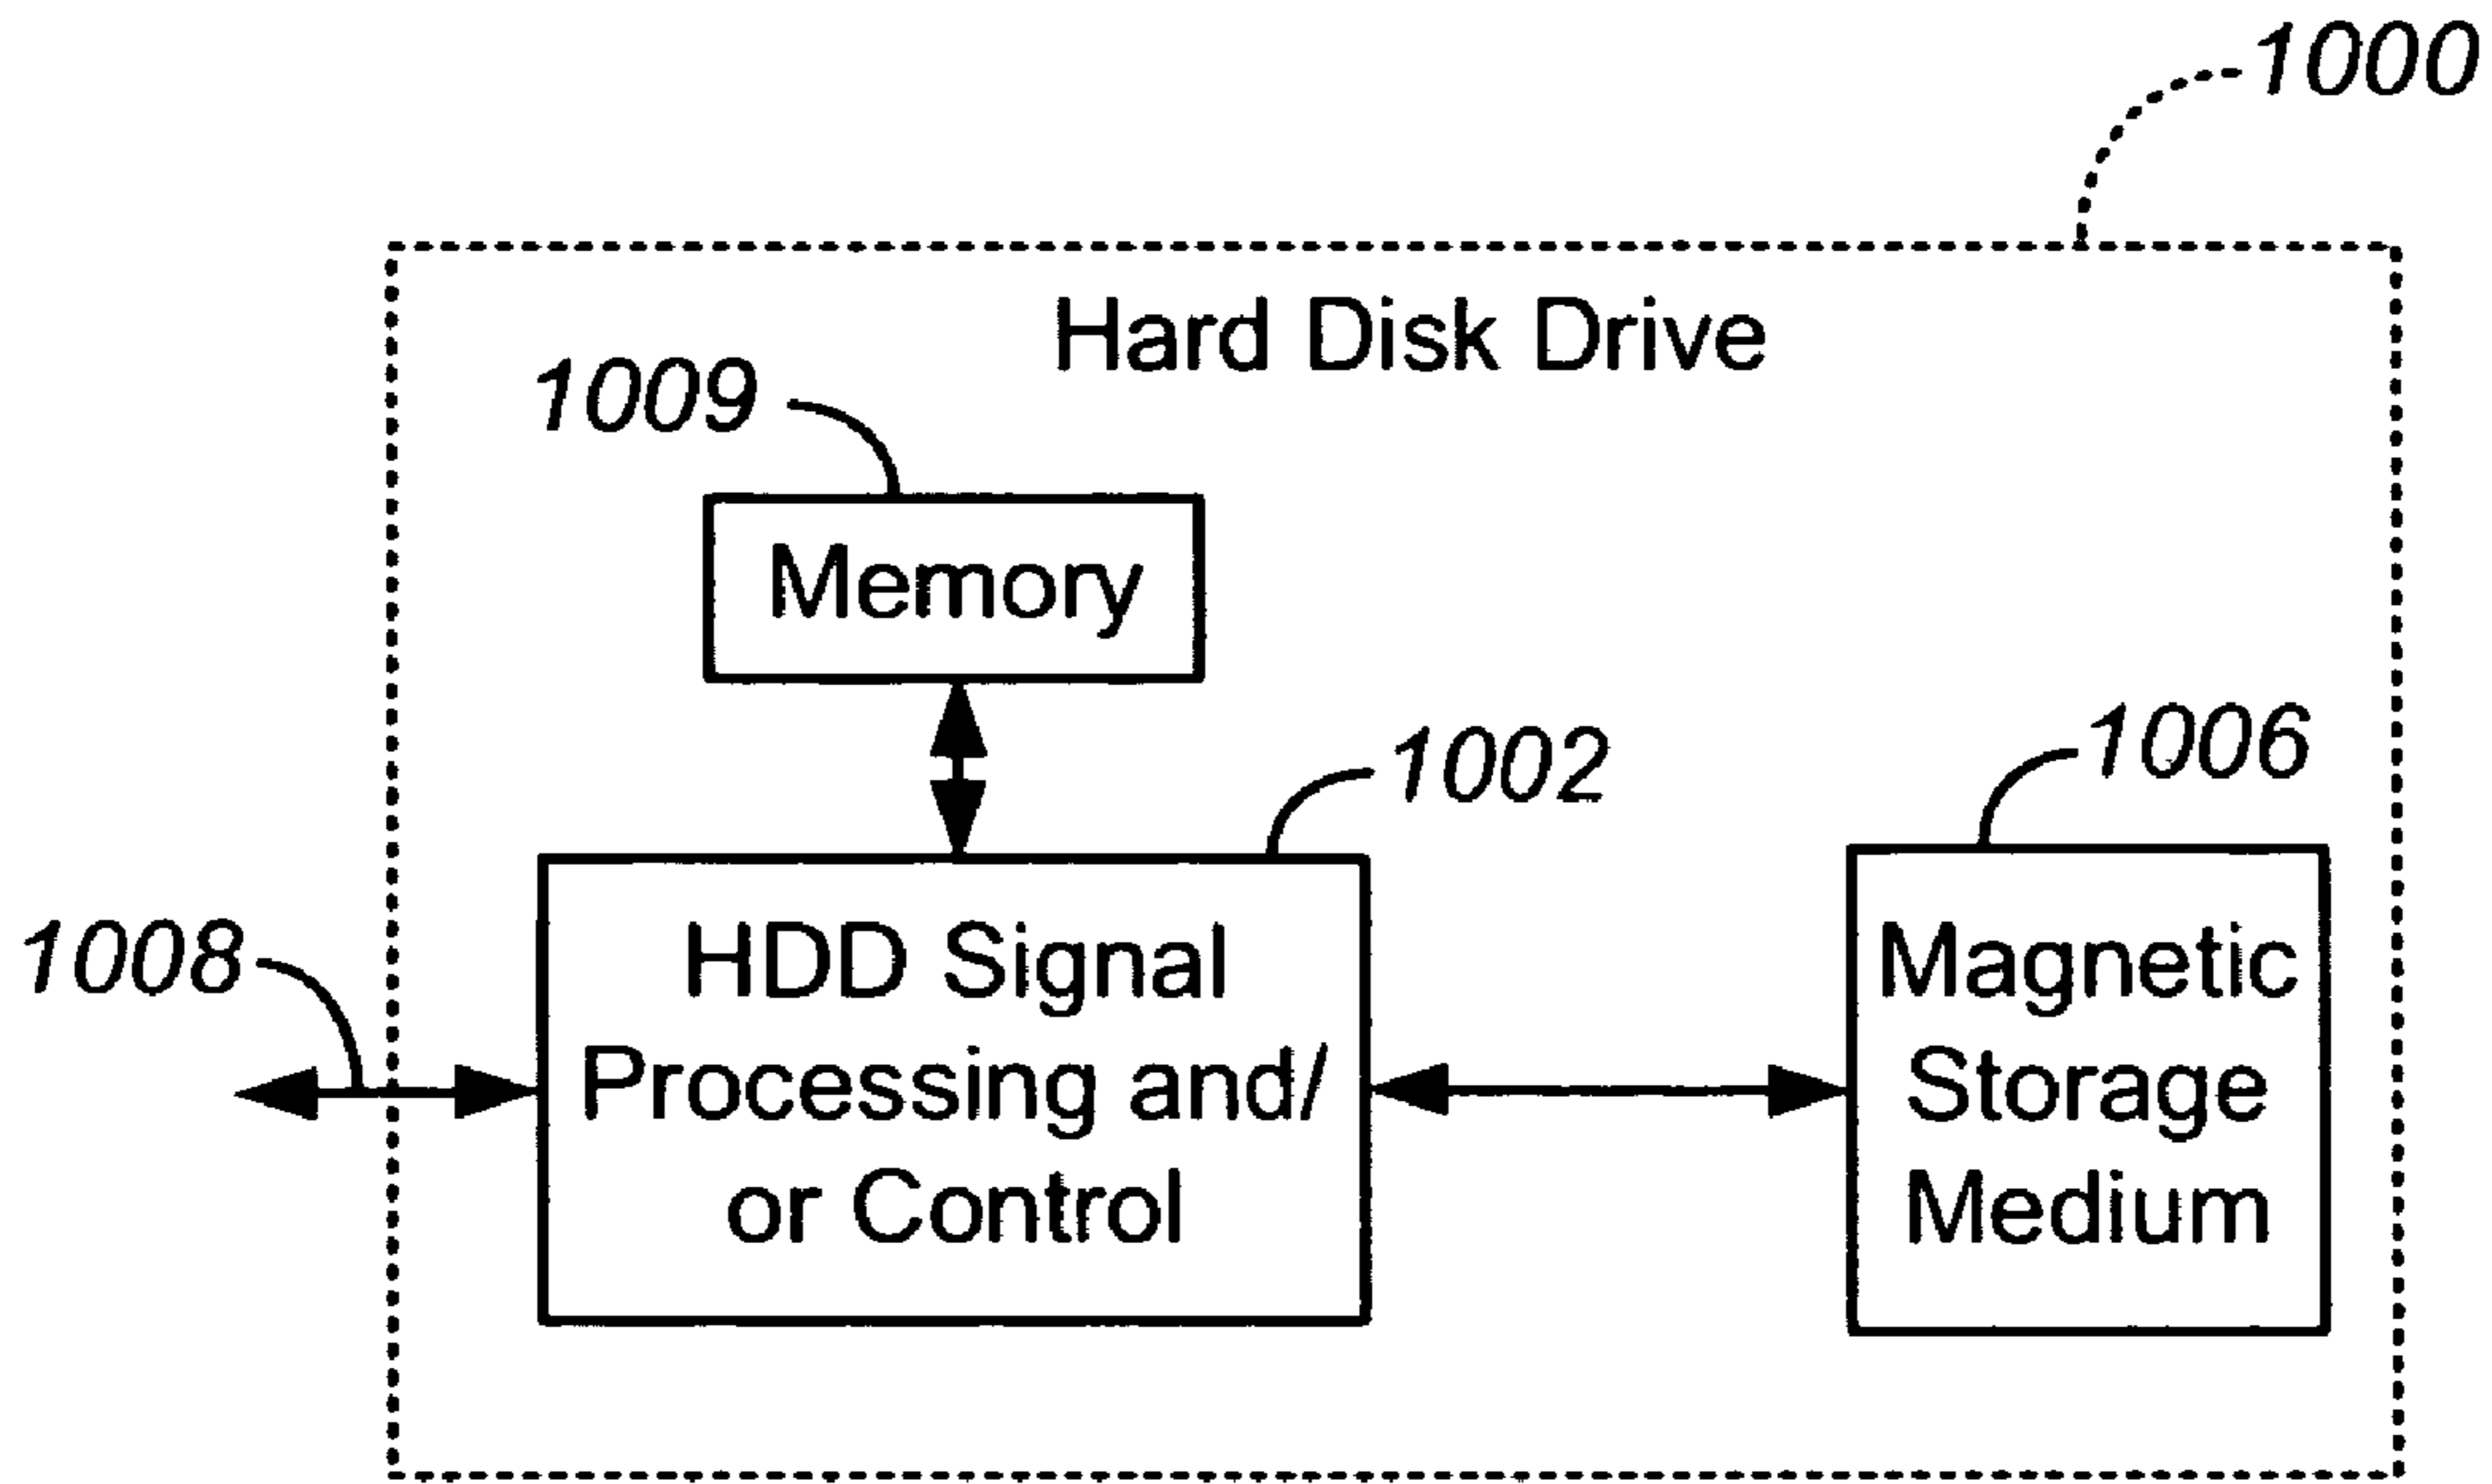 1000
Hard Disk Drive
1009
Memory
1002
1006
1008
HDD Signal
Processing and/
or Control
Magnetic
Storage
Medium